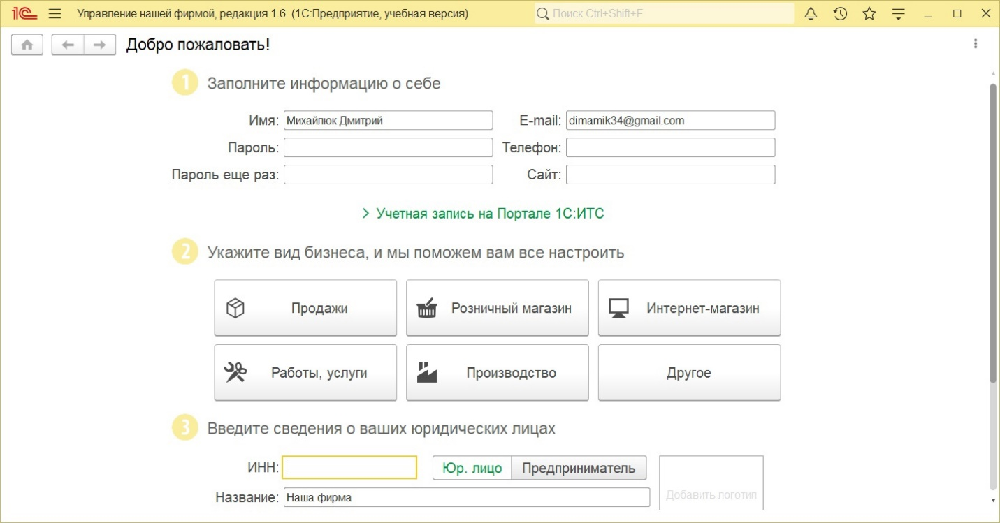 1С Управление нашей фирмой, редакция 1.6 (1С:Предприятие, учебная версия) Поиск Ctrl+Shift+F
Добро пожаловать!
1 Заполните информацию о себе
Имя: Михайлюк Дмитрий E-mail: dimamik34@gmail.com
Пароль: Телефон:
Пароль еще раз: Сайт:
Учетная запись на Портале 1С:ИТС
2 Укажите вид бизнеса, и мы поможем вам все настроить
Продажи Розничный магазин Интернет-магазин
Работы, услуги Производство Другое
3 Введите сведения о ваших юридических лицах
ИНН: Юр. лицо Предприниматель
Название: Наша фирма Добавить логотип